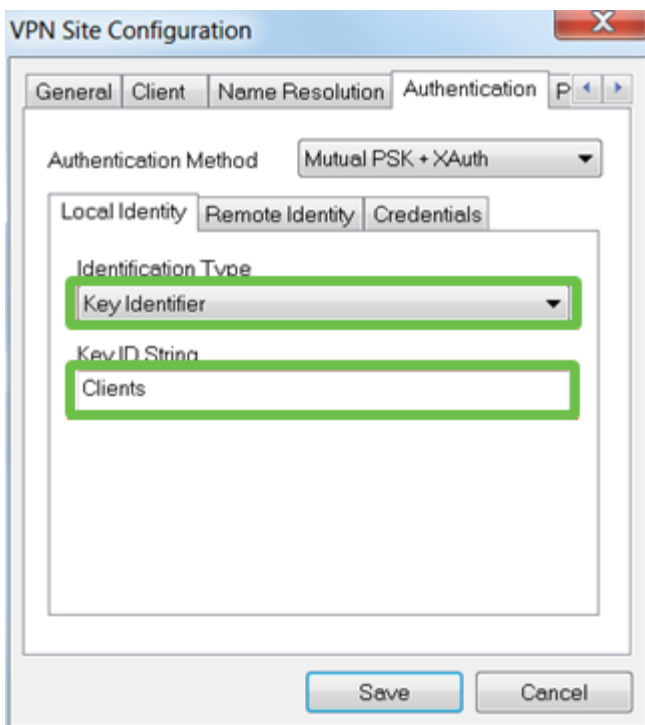 VPN Site Configuration
General Client Name Resolution Authentication P
Authentication Method Mutual PSK + XAuth
Local Identity Remote Identity Credentials
Identification Type
Key Identifier
Key ID String
Clients
Save Cancel